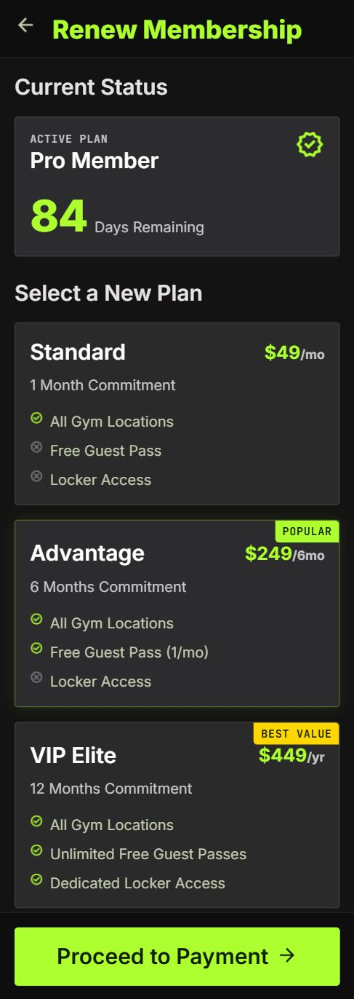 Renew Membership
Current Status
ACTIVE PLAN
Pro Member
84 Days Remaining
Select a New Plan
Standard $49/mo
1 Month Commitment
All Gym Locations
Free Guest Pass
Locker Access
POPULAR
Advantage $249/6mo
6 Months Commitment
All Gym Locations
Free Guest Pass (1/mo)
Locker Access
BEST VALUE
VIP Elite $449/yr
12 Months Commitment
All Gym Locations
Unlimited Free Guest Passes
Dedicated Locker Access
Proceed to Payment →